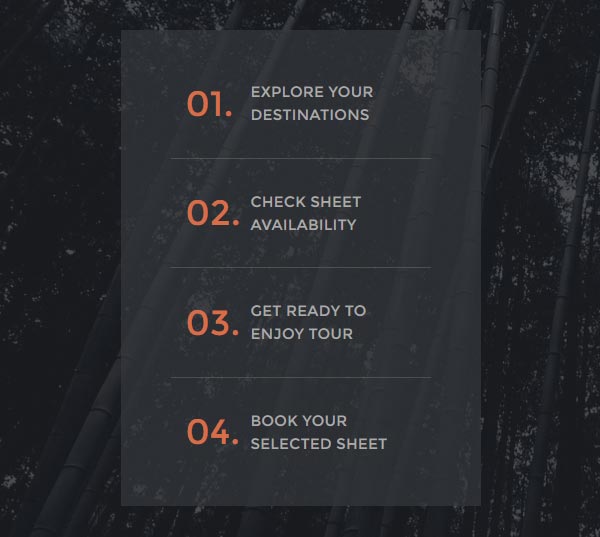 01. EXPLORE YOUR
DESTINATIONS
02. CHECK SHEET
AVAILABILITY
03. GET READY TO
ENJOY TOUR
04. BOOK YOUR
SELECTED SHEET